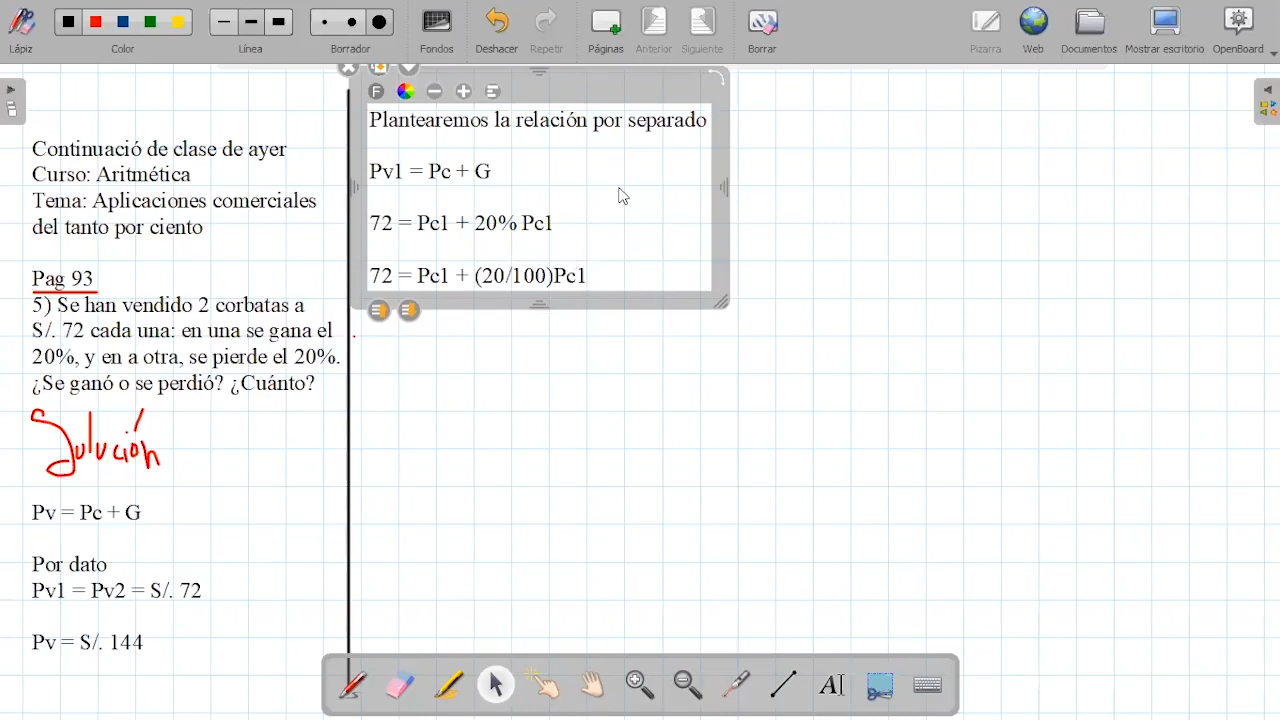 Lápiz
Color
Línea
Borrador
Fondos
Deshacer
Repetir
Páginas
Anterior
Siguiente
Borrar
Pizarra
Web
Documentos
Mostrar escritorio
OpenBoard
Continuació de clase de ayer
Curso: Aritmética
Tema: Aplicaciones comerciales
del tanto por ciento
Pag 93
5) Se han vendido 2 corbatas a
S/. 72 cada una: en una se gana el
20%, y en a otra, se pierde el 20%.
¿Se ganó o se perdió? ¿Cuánto?
Solución
Pv = Pc + G
Por dato
Pv1 = Pv2 = S/. 72
Pv = S/. 144
F
Plantearemos la relación por separado
Pv1 = Pc + G
72 = Pc1 + 20% Pc1
72 = Pc1 + (20/100)Pc1
AI